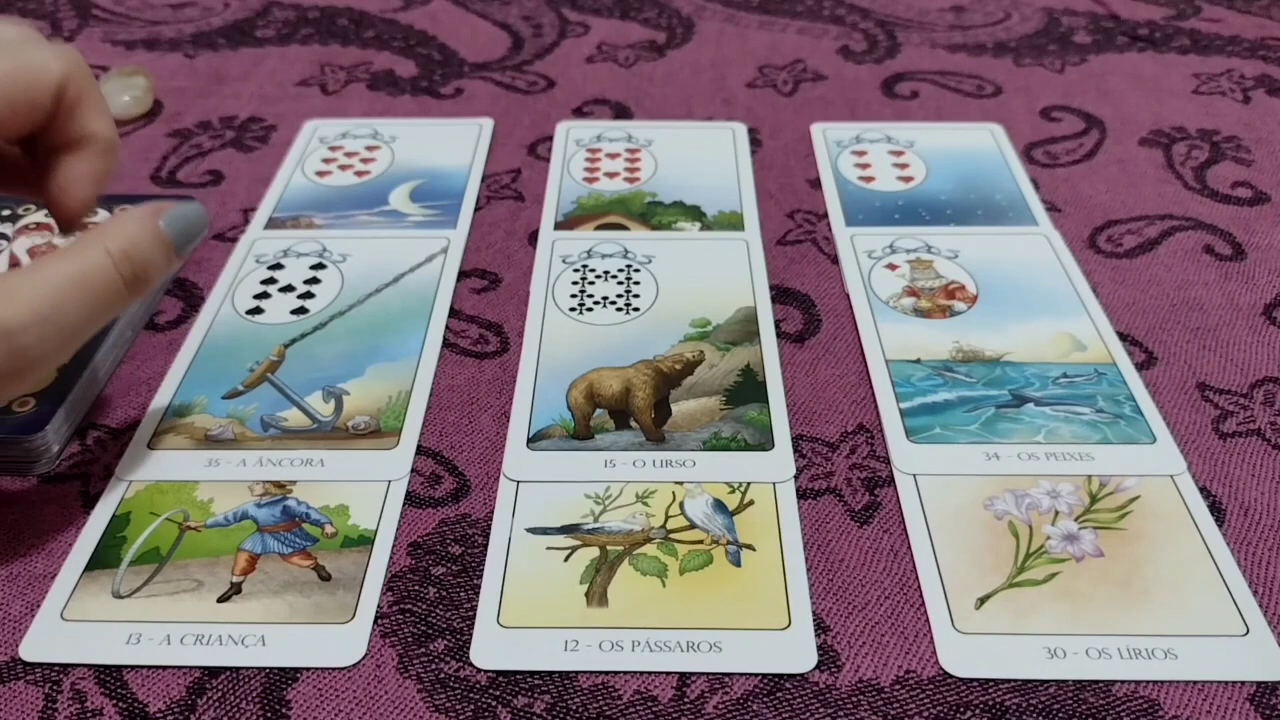 35 - A ÂNCORA
15 - O URSO
34 - OS PEIXES
13 - A CRIANÇA
12 - OS PÁSSAROS
30 - OS LÍRIOS